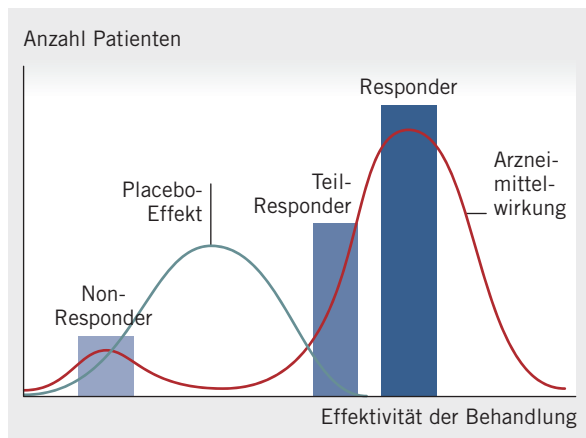 Anzahl Patienten
Responder
Placebo-
Effekt
Teil-
Responder
Arznei-
mittel-
wirkung
Non-
Responder
Effektivität der Behandlung